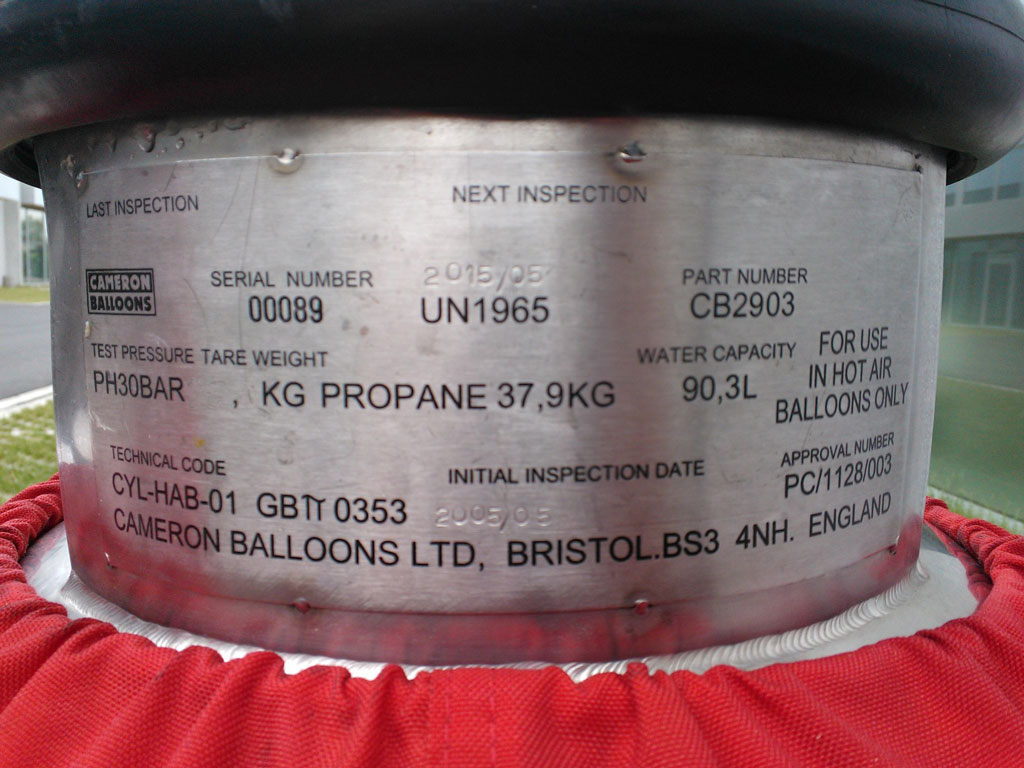 LAST INSPECTION
NEXT INSPECTION
CAMERON
BALLOONS
SERIAL NUMBER
00089
2015/05
UN1965
PART NUMBER
CB2903
TEST PRESSURE TARE WEIGHT
PH30BAR , KG PROPANE 37,9KG
WATER CAPACITY
90,3L
FOR USE
IN HOT AIR
BALLOONS ONLY
TECHNICAL CODE
CYL-HAB-01 GBπ 0353
INITIAL INSPECTION DATE
2005/05
APPROVAL NUMBER
PC/1128/003
CAMERON BALLOONS LTD, BRISTOL.BS3 4NH. ENGLAND